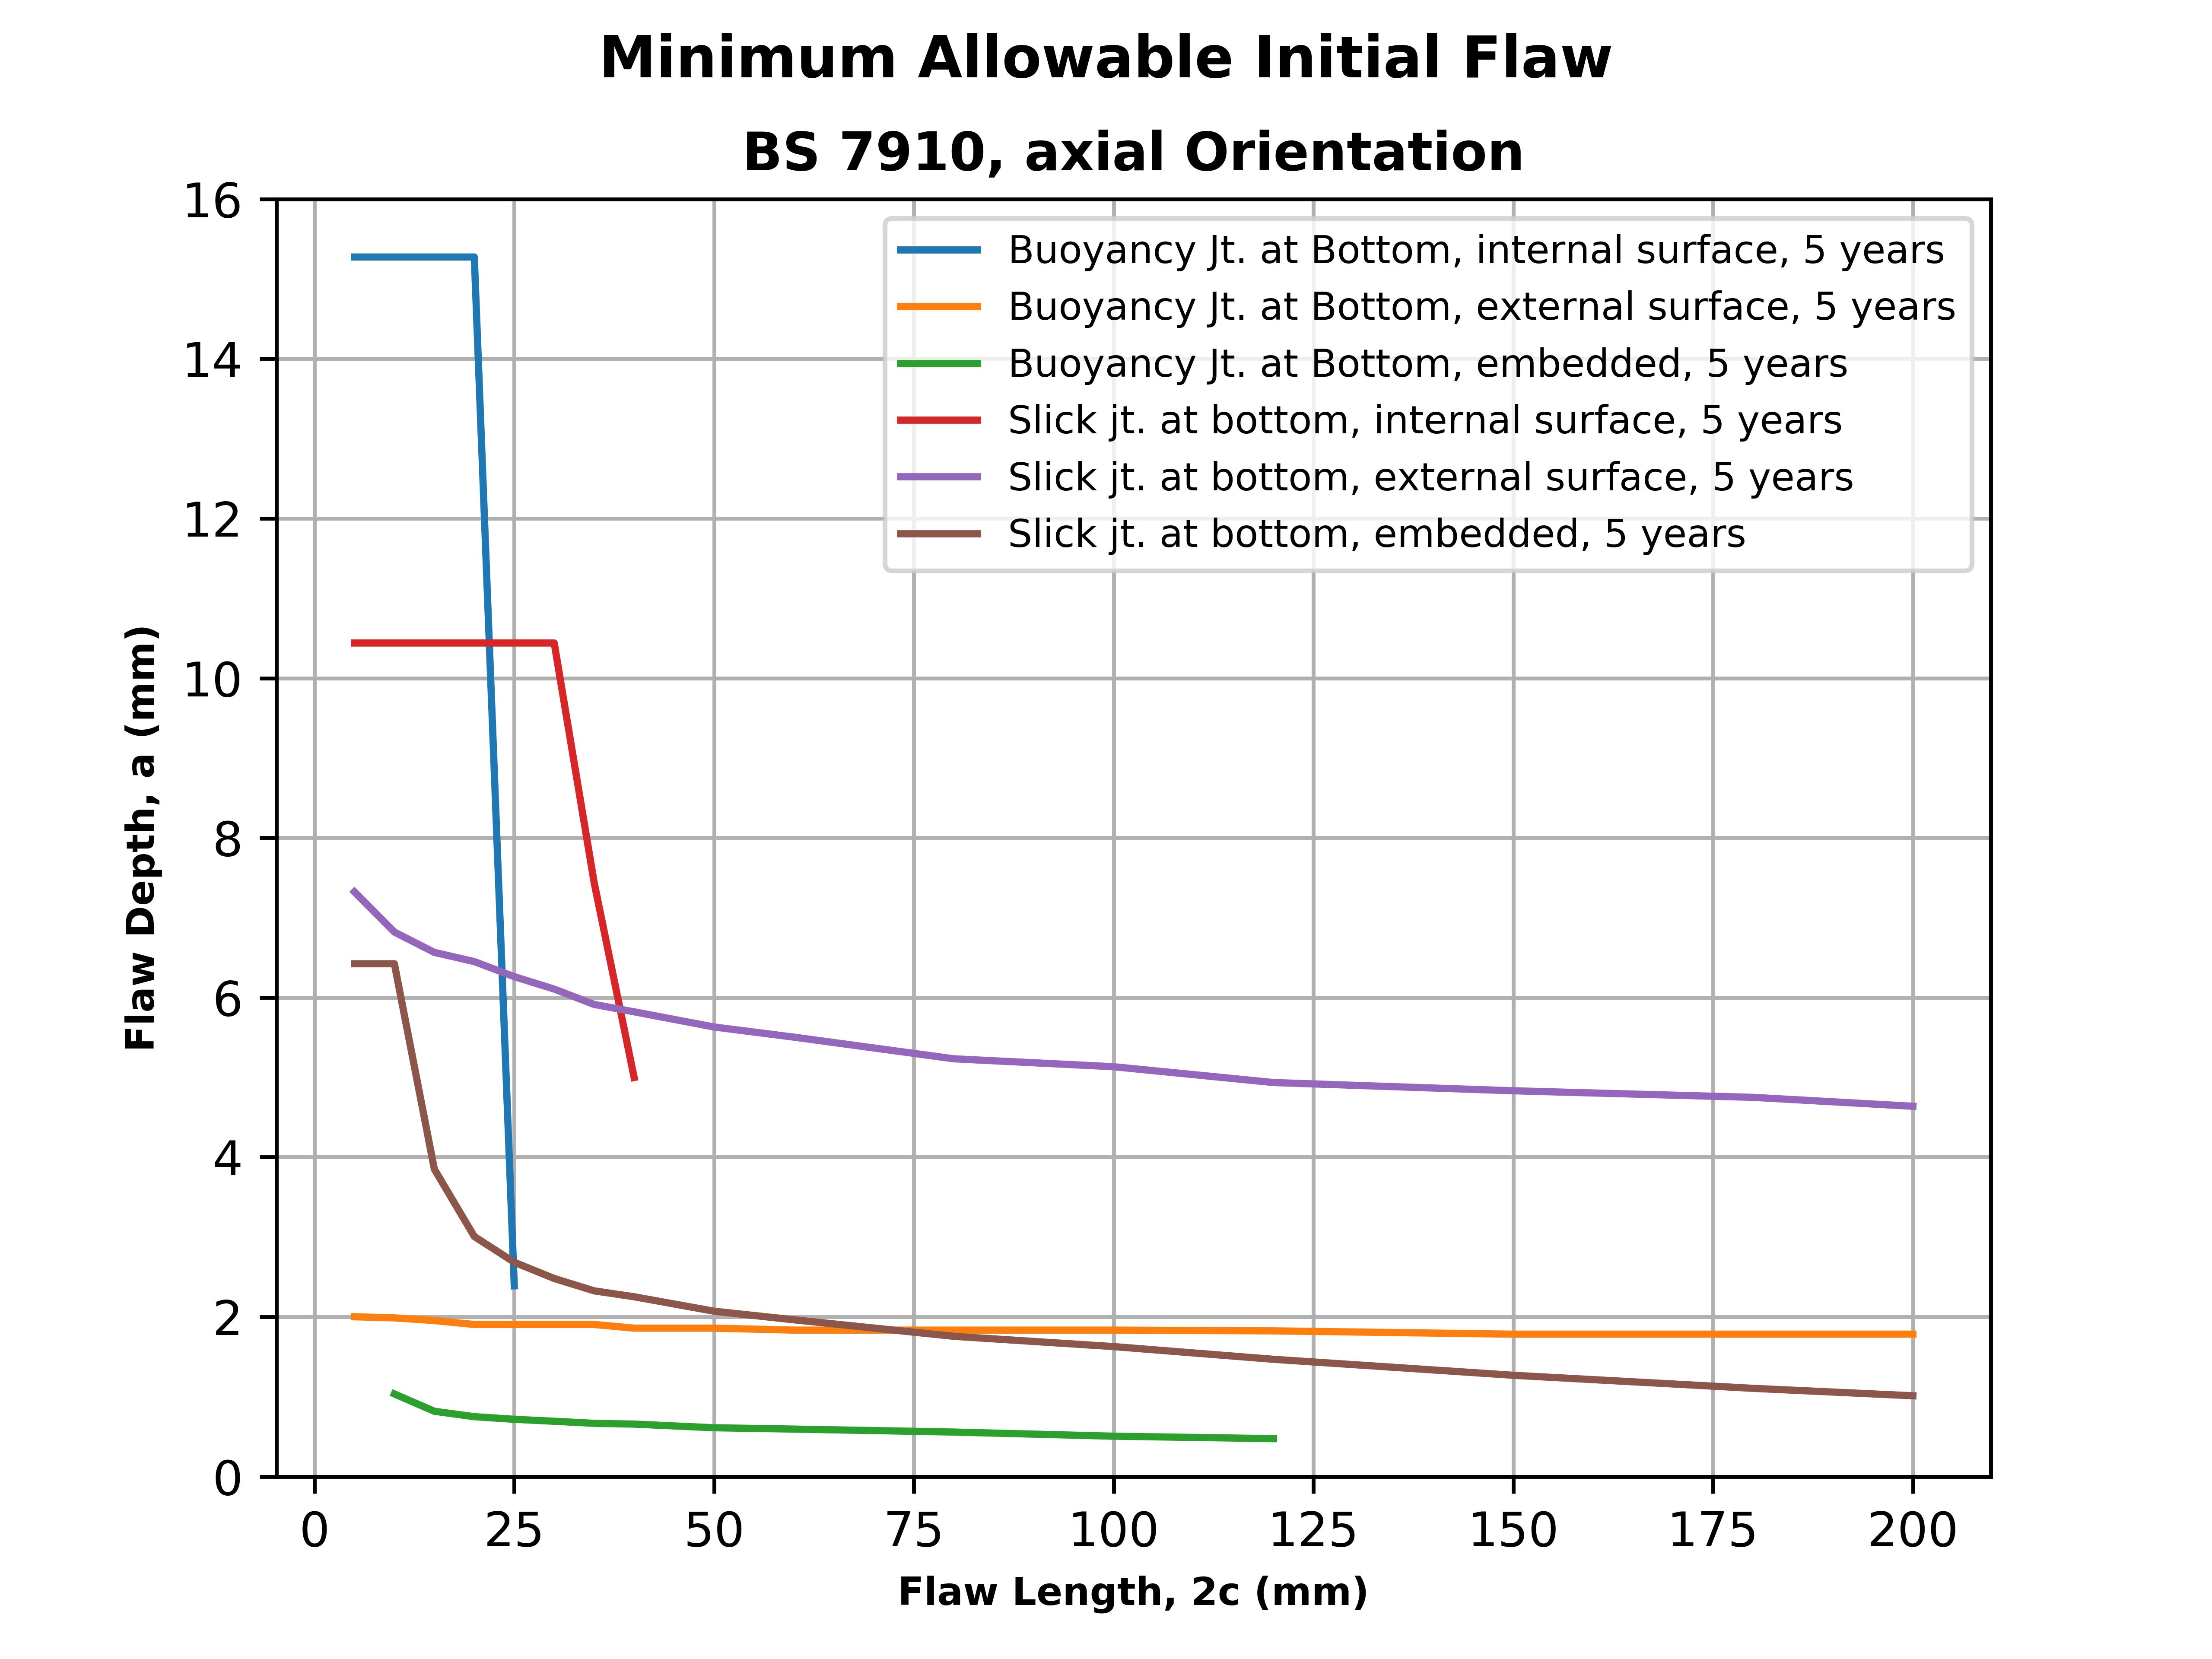 Minimum Allowable Initial Flaw
BS 7910, axial Orientation
Buoyancy Jt. at Bottom, internal surface, 5 years
Buoyancy Jt. at Bottom, external surface, 5 years
Buoyancy Jt. at Bottom, embedded, 5 years
Slick jt. at bottom, internal surface, 5 years
Slick jt. at bottom, external surface, 5 years
Slick jt. at bottom, embedded, 5 years
Flaw Depth, a (mm)
16
14
12
10
8
6
4
2
0
0 25 50 75 100 125 150 175 200
Flaw Length, 2c (mm)